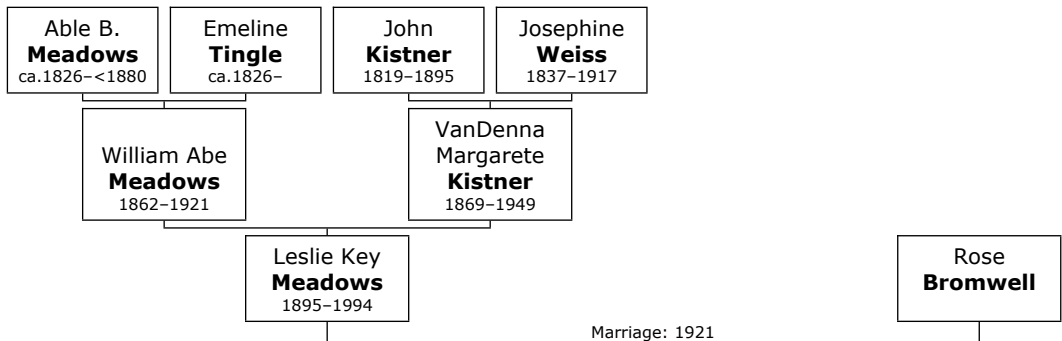 Able B.
Meadows
ca.1826–<1880
Emeline
Tingle
ca.1826–
John
Kistner
1819–1895
Josephine
Weiss
1837–1917
William Abe
Meadows
1862–1921
VanDenna
Margarete
Kistner
1869–1949
Leslie Key
Meadows
1895–1994
Rose
Bromwell
Marriage: 1921